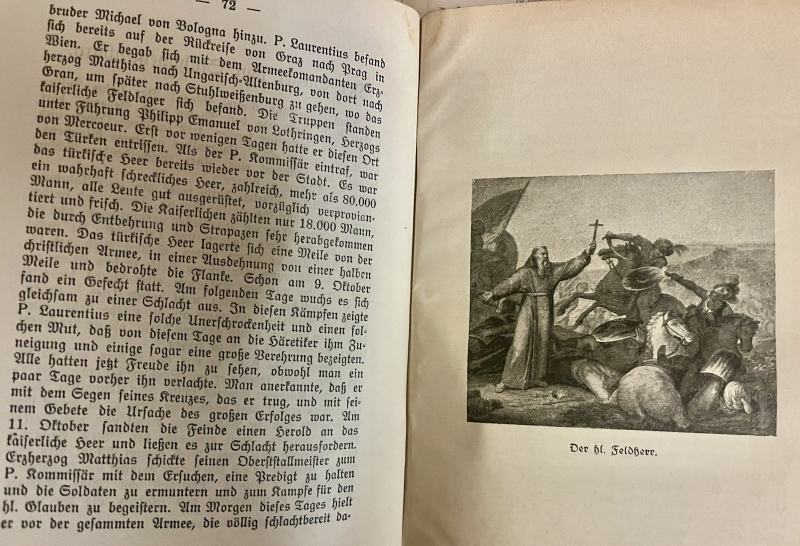 — 72 —
bruder Michael von Bologna hinzu. P. Laurentius befand
sich bereits auf der Rückreise von Graz nach Prag in
Wien. Er begab sich mit dem Armeekomandanten Erz-
herzog Matthias nach Ungarisch-Altenburg, von dort nach
Gran, um später nach Stuhlweißenburg zu gehen, wo das
kaiserliche Feldlager sich befand. Die Truppen standen
unter Führung Philipp Emanuel von Lothringen, Herzogs
von Mercoeur. Erst vor wenigen Tagen hatte er diesen Ort
den Türken entrissen. Als der P. Kommissär eintraf, war
das türkische Heer bereits wieder vor der Stadt. Es war
ein wahrhaft schreckliches Heer, zahlreich, mehr als 80.000
Mann, alle Leute gut ausgerüstet, vorzüglich verprovian-
tiert und frisch. Die Kaiserlichen zählten nur 18.000 Mann,
die durch Entbehrung und Strapazen sehr herabgekommen
waren. Das türkische Heer lagerte sich eine Meile von der
christlichen Armee, in einer Ausdehnung von einer halben
Meile und bedrohte die Flanke. Schon am 9. Oktober
fand ein Gefecht statt. Am folgenden Tage wuchs es sich
gleichsam zu einer Schlacht aus. In diesen Kämpfen zeigte
P. Laurentius eine solche Unerschrockenheit und einen sol-
chen Mut, daß von diesem Tage an die Häretiker ihm Zu-
neigung und einige sogar eine große Verehrung bezeigten.
Alle hatten jetzt Freude ihn zu sehen, obwohl man ein
paar Tage vorher ihn verlachte. Man anerkannte, daß er
mit dem Segen seines Kreuzes, das er trug, und mit sei-
nem Gebete die Ursache des großen Erfolges war. Am
11. Oktober sandten die Feinde einen Herold an das
kaiserliche Heer und ließen es zur Schlacht herausfordern.
Erzherzog Matthias schickte seinen Oberststallmeister zum
P. Kommissär mit dem Ersuchen, eine Predigt zu halten
und die Soldaten zu ermuntern und zum Kampfe für den
hl. Glauben zu begeistern. Am Morgen dieses Tages hielt
er vor der gesammten Armee, die völlig schlachtbereit da-
Der hl. Feldherr.